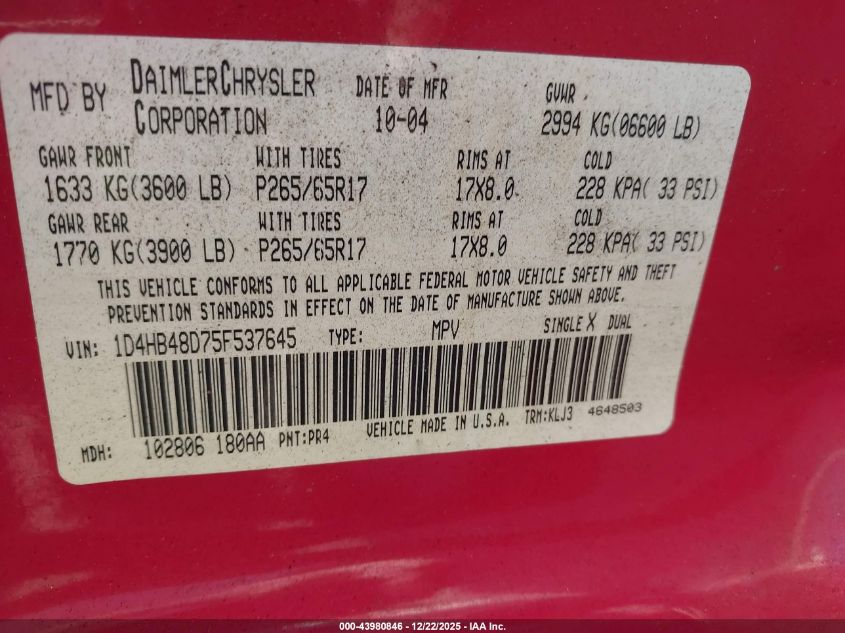 MFD BY DAIMLERCHRYSLER CORPORATION DATE OF MFR 10-04 GVWR 2994 KG(06600 LB)
GAWR FRONT WITH TIRES RIMS AT COLD
1633 KG(3600 LB) P265/65R17 17X8.0 228 KPA( 33 PSI)
GAWR REAR WITH TIRES RIMS AT COLD
1770 KG(3900 LB) P265/65R17 17X8.0 228 KPA( 33 PSI)
THIS VEHICLE CONFORMS TO ALL APPLICABLE FEDERAL MOTOR VEHICLE SAFETY AND THEFT
PREVENTION STANDARDS IN EFFECT ON THE DATE OF MANUFACTURE SHOWN ABOVE.
VIN: 1D4HB48D75F537645 TYPE: MPV SINGLE X DUAL
MDH: 102806 180AA PNT:PR4 VEHICLE MADE IN U.S.A. TRM:KLJ3 4648503
000-43980846 - 12/22/2025 - IAA Inc.